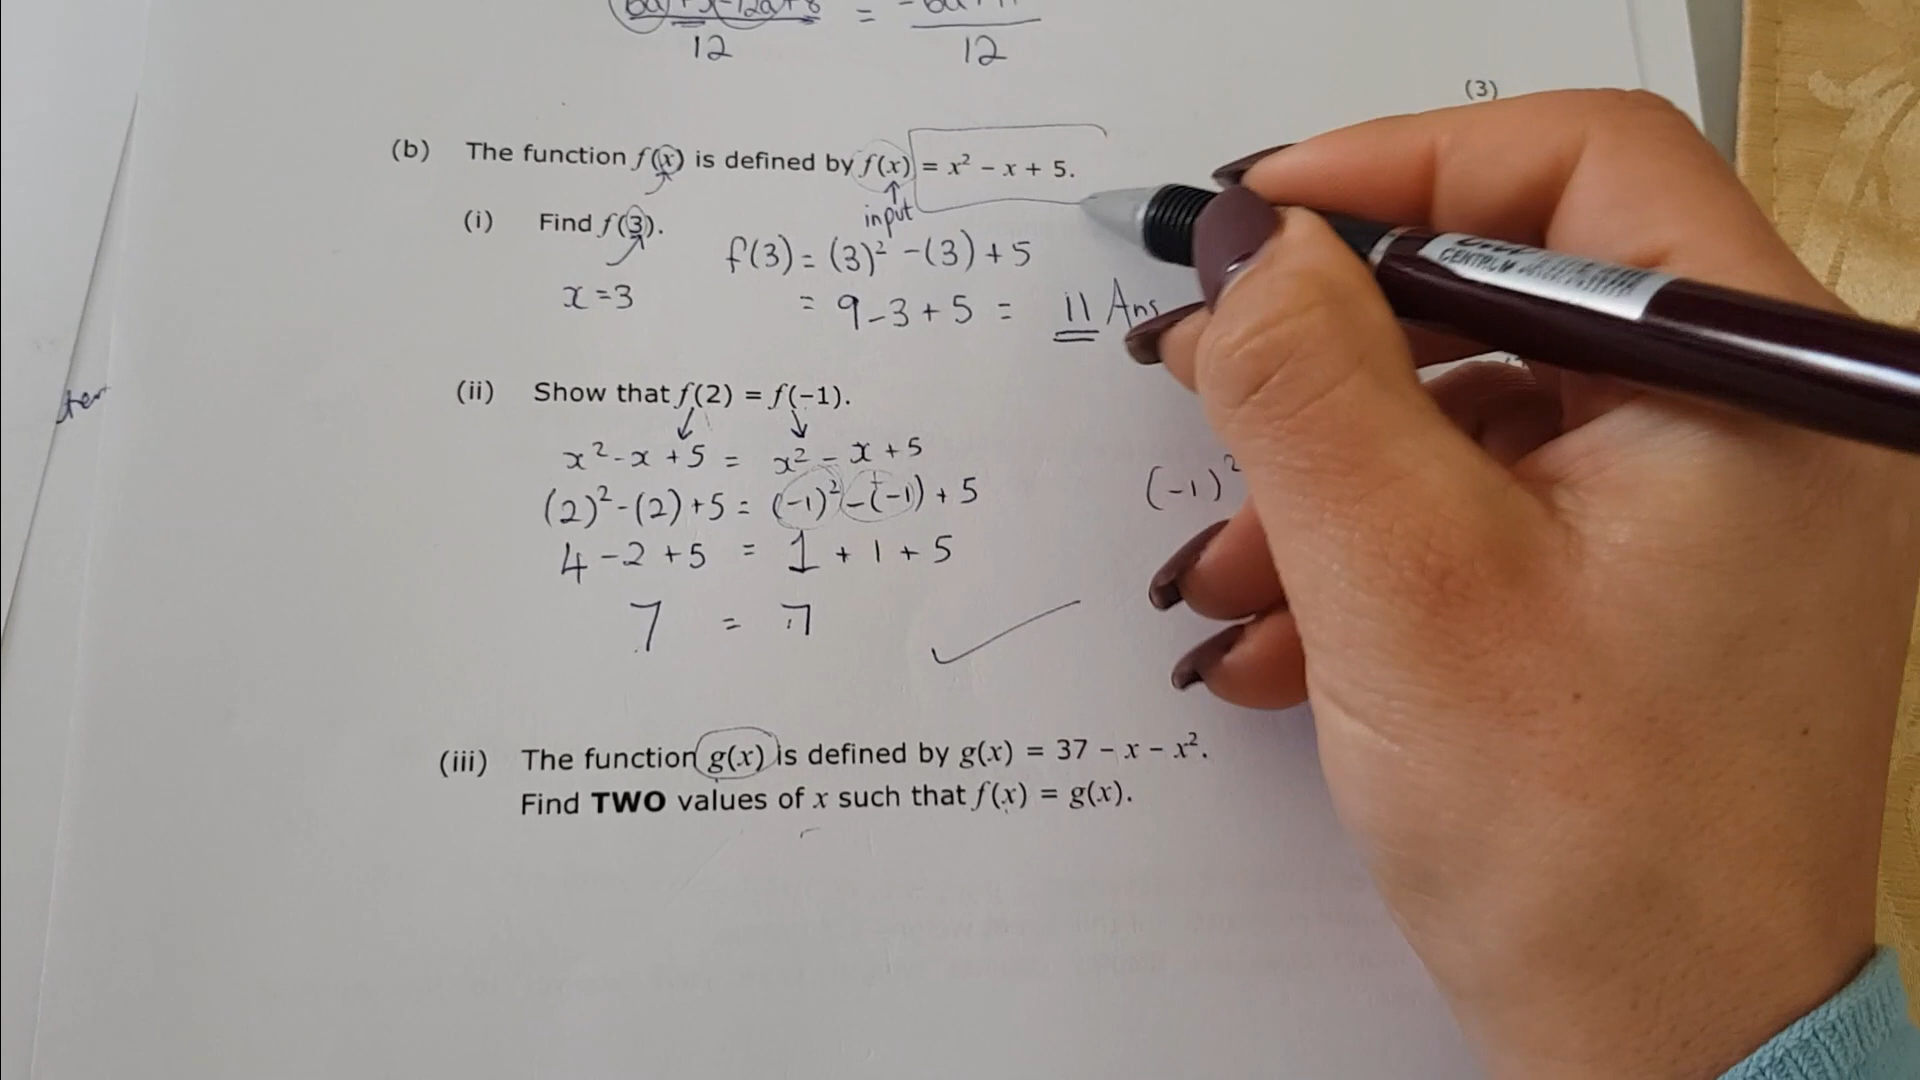 12 = 12
(3)
(b) The function f(x) is defined by f(x) = x² – x + 5.
input
(i) Find f(3).
f(3) = (3)² – (3) + 5
x = 3
= 9 – 3 + 5 = 11 Ans
(ii) Show that f(2) = f(–1).
x² - x + 5 = x² – x + 5
(2)² - (2) + 5 = (-1)² – (-1) + 5
(-1)²
4 – 2 + 5 = 1 + 1 + 5
7 = 7
(iii) The function g(x) is defined by g(x) = 37 – x – x².
Find TWO values of x such that f(x) = g(x).
CENTRUM